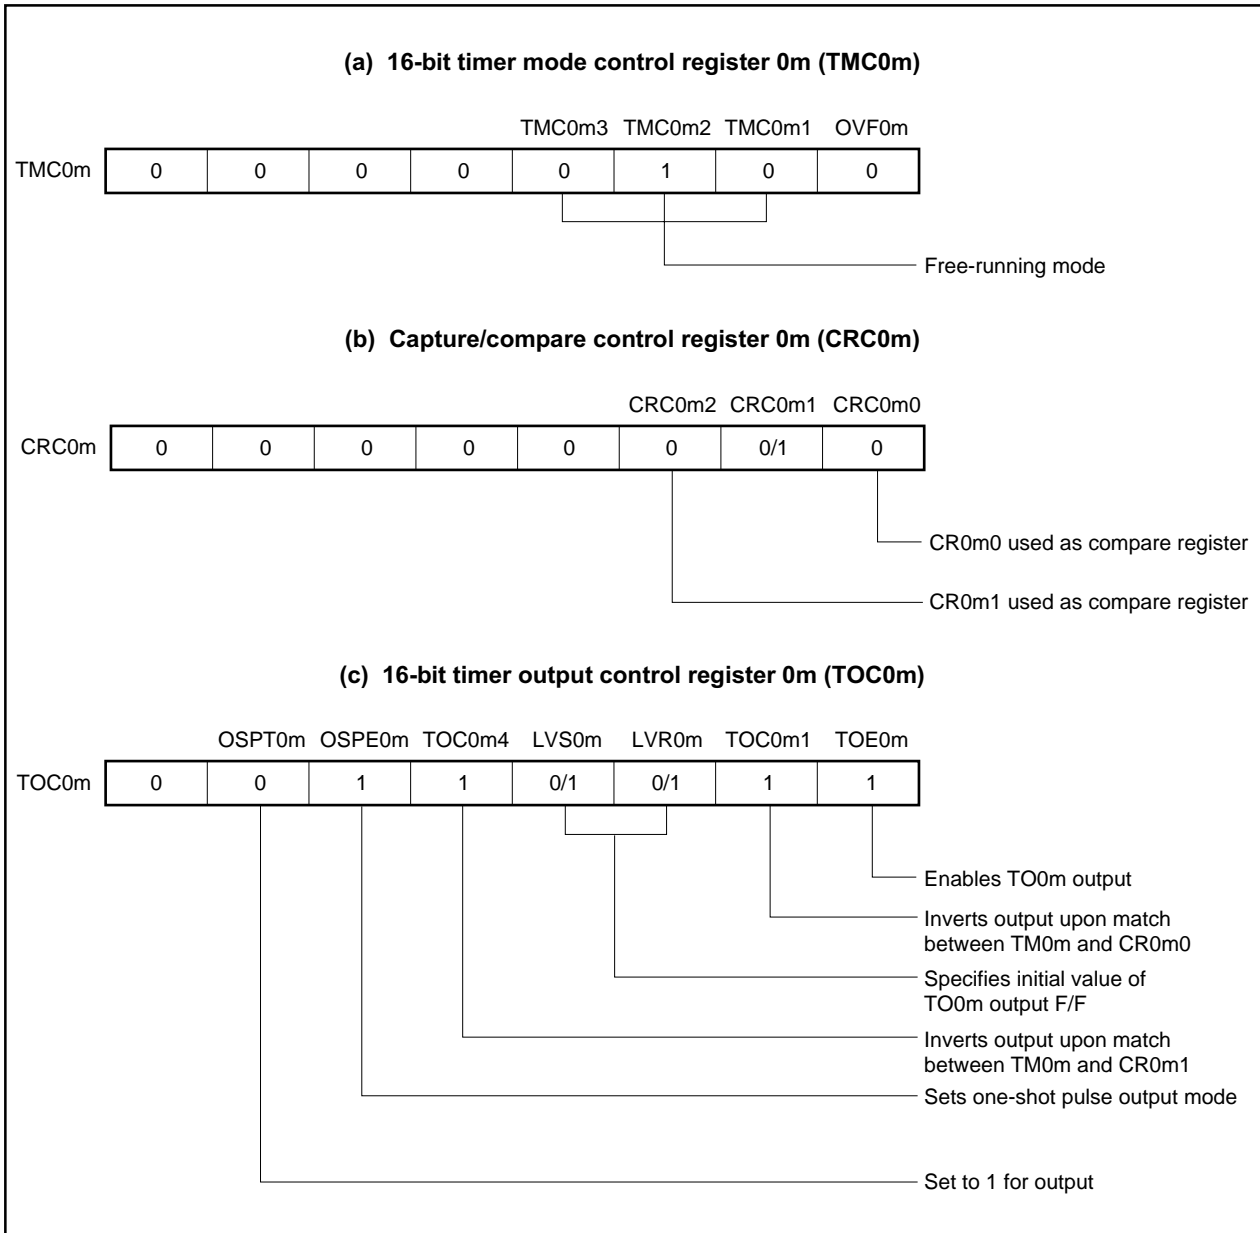 (a) 16-bit timer mode control register 0m (TMC0m)
TMC0m3 TMC0m2 TMC0m1 OVF0m
TMC0m 0 0 0 0 0 1 0 0
Free-running mode
(b) Capture/compare control register 0m (CRC0m)
CRC0m2 CRC0m1 CRC0m0
CRC0m 0 0 0 0 0 0 0/1 0
CR0m0 used as compare register
CR0m1 used as compare register
(c) 16-bit timer output control register 0m (TOC0m)
OSPT0m OSPE0m TOC0m4 LVS0m LVR0m TOC0m1 TOE0m
TOC0m 0 0 1 1 0/1 0/1 1 1
Enables TO0m output
Inverts output upon match
between TM0m and CR0m0
Specifies initial value of
TO0m output F/F
Inverts output upon match
between TM0m and CR0m1
Sets one-shot pulse output mode
Set to 1 for output